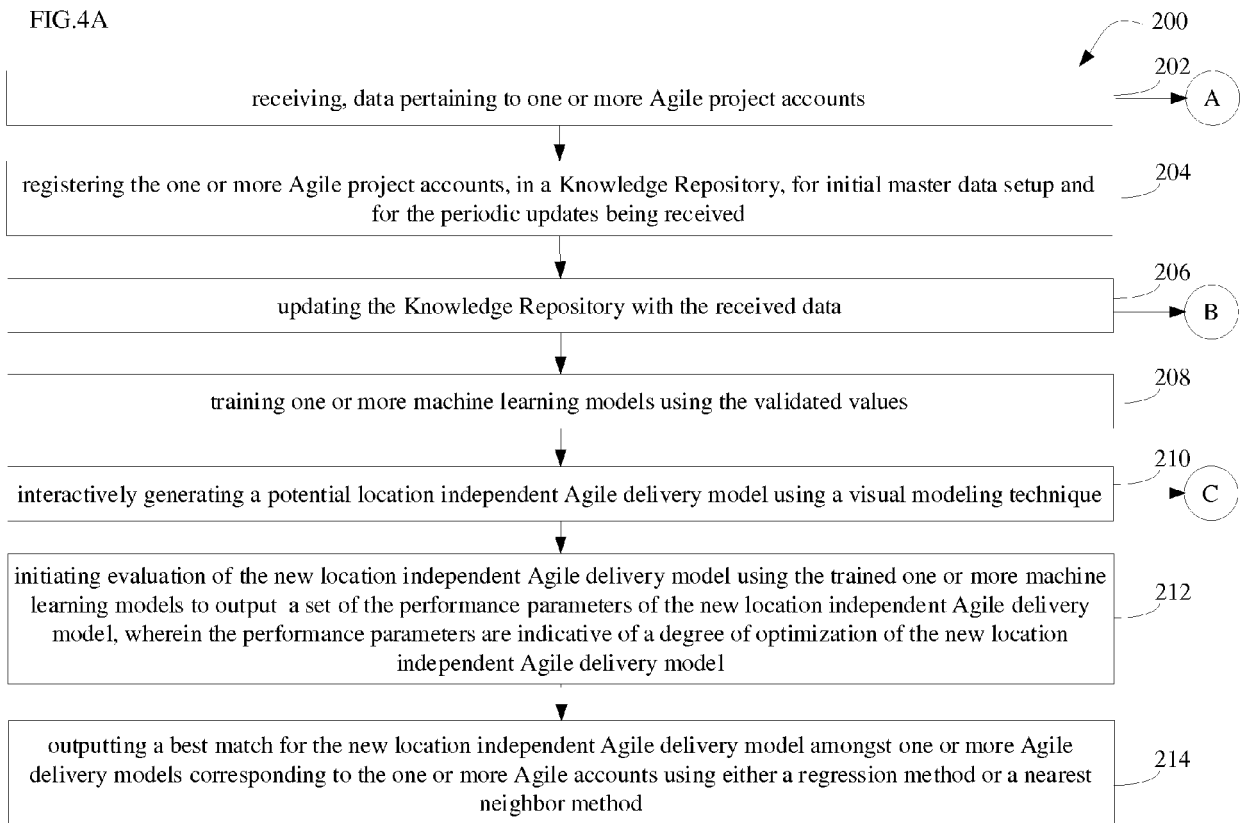 FIG.4A
200
202
receiving, data pertaining to one or more Agile project accounts
A
204
registering the one or more Agile project accounts, in a Knowledge Repository, for initial master data setup and
for the periodic updates being received
206
updating the Knowledge Repository with the received data
B
208
training one or more machine learning models using the validated values
210
interactively generating a potential location independent Agile delivery model using a visual modeling technique
C
initiating evaluation of the new location independent Agile delivery model using the trained one or more machine
learning models to output a set of the performance parameters of the new location independent Agile delivery
model, wherein the performance parameters are indicative of a degree of optimization of the new location
independent Agile delivery model
212
outputting a best match for the new location independent Agile delivery model amongst one or more Agile
delivery models corresponding to the one or more Agile accounts using either a regression method or a nearest
neighbor method
214